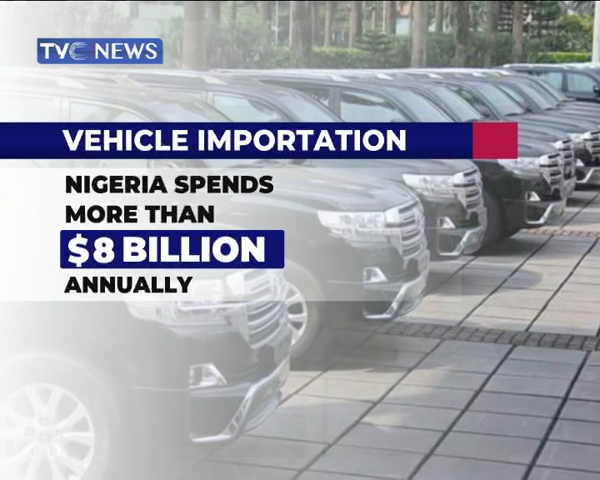 TVC NEWS
VEHICLE IMPORTATION
NIGERIA SPENDS
MORE THAN
$8 BILLION
ANNUALLY